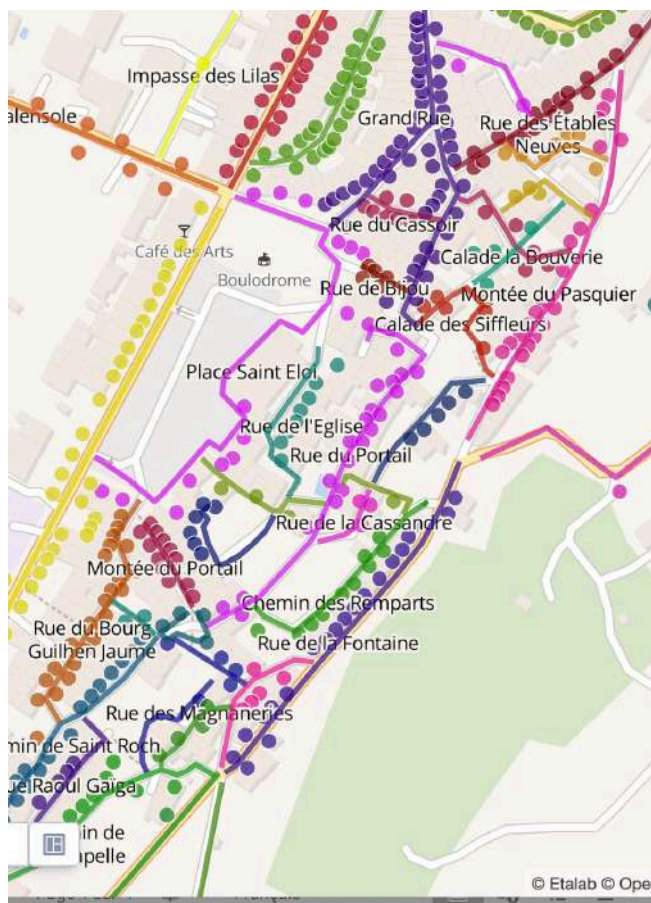 Impasse des Lilas
alensole
Grand Rue
Rue des Étables
Neuves
Rue du Cassoir
Café des Arts
Boulodrome
Calade la Bouverie
Rue de Bijou
Montée du Pasquier
Calade des Siffleurs
Place Saint Eloi
Rue de l'Eglise
Rue du Portail
Rue de la Cassandre
Montée du Portail
Chemin des Remparts
Rue du Bourg
Guilhen Jaume
Rue de la Fontaine
Rue des Magnaneries
min de Saint Roch
ue Raoul Gaïga
in de
apelle
© Etalab © Ope